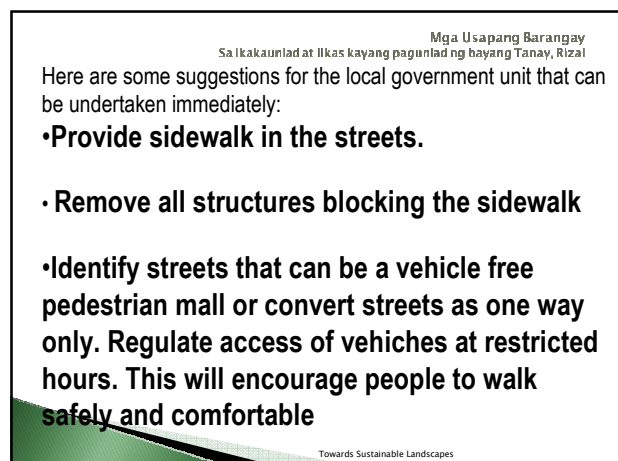 Mga Usapang Barangay
Sa Ikakaunlad at likas kayang pagunlad ng bayang Tanay, Rizal
Here are some suggestions for the local government unit that can
be undertaken immediately:
•Provide sidewalk in the streets.
• Remove all structures blocking the sidewalk
•Identify streets that can be a vehicle free
pedestrian mall or convert streets as one way
only. Regulate access of vehiches at restricted
hours. This will encourage people to walk
safely and comfortable
Towards Sustainable Landscapes